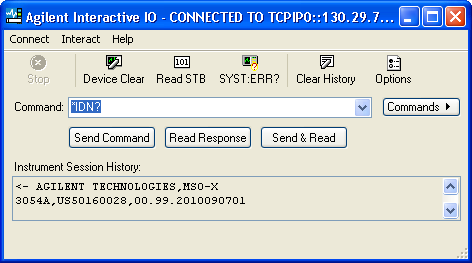 Agilent Interactive IO - CONNECTED TO TCPIP0::130.29.7...
Connect Interact Help
Stop Device Clear Read STB SYST:ERR? Clear History Options
101
Command: *IDN? Commands
Send Command Read Response Send & Read
Instrument Session History:
<- AGILENT TECHNOLOGIES,MSO-X
3054A,US50160028,00.99.2010090701